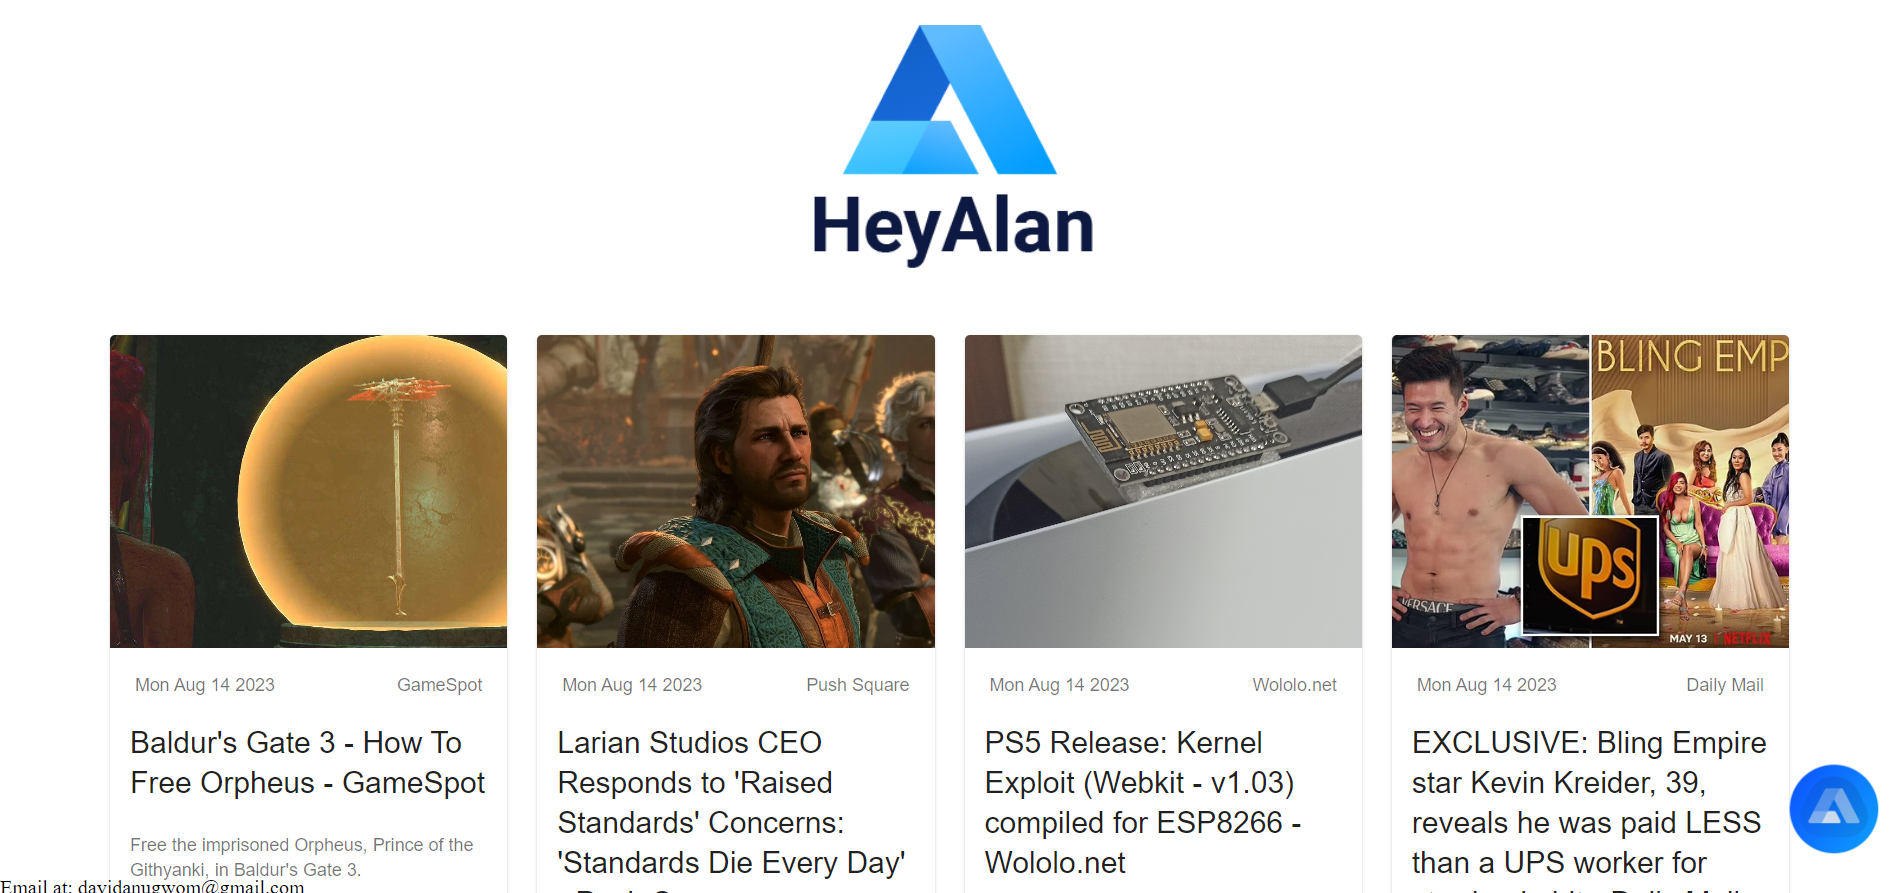 HeyAlan
BLING EMP
VERSACE
ups
MAY 13 NETFLIX
Mon Aug 14 2023 GameSpot
Baldur's Gate 3 - How To
Free Orpheus - GameSpot
Free the imprisoned Orpheus, Prince of the
Githyanki, in Baldur's Gate 3.
Mon Aug 14 2023 Push Square
Larian Studios CEO
Responds to 'Raised
Standards' Concerns:
'Standards Die Every Day'
Mon Aug 14 2023 Wololo.net
PS5 Release: Kernel
Exploit (Webkit - v1.03)
compiled for ESP8266 -
Wololo.net
Mon Aug 14 2023 Daily Mail
EXCLUSIVE: Bling Empire
star Kevin Kreider, 39,
reveals he was paid LESS
than a UPS worker for
Email at: davidanugwom@gmail.com